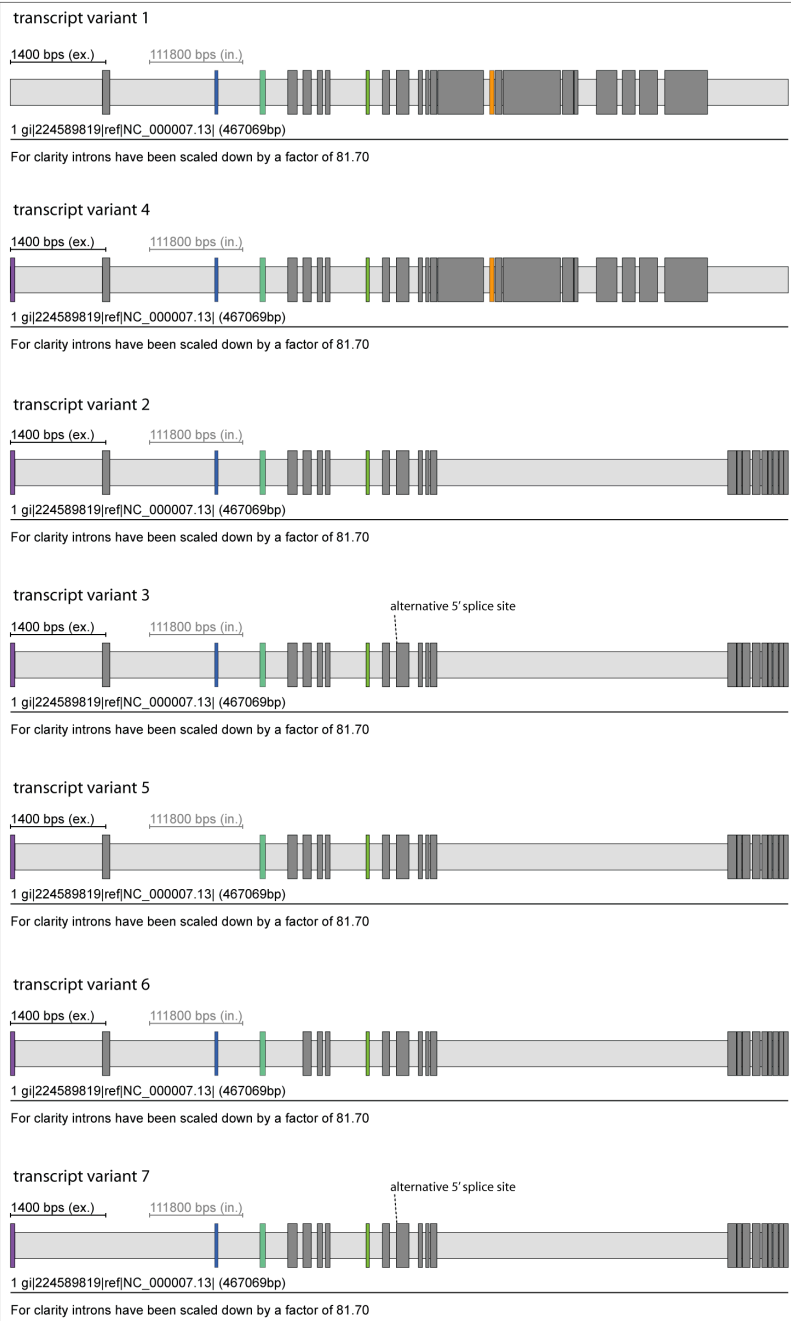 transcript variant 1
1400 bps (ex.) 111800 bps (in.)
1 gi|224589819|ref|NC_000007.13| (467069bp)
For clarity introns have been scaled down by a factor of 81.70
transcript variant 4
1400 bps (ex.) 111800 bps (in.)
1 gi|224589819|ref|NC_000007.13| (467069bp)
For clarity introns have been scaled down by a factor of 81.70
transcript variant 2
1400 bps (ex.) 111800 bps (in.)
1 gi|224589819|ref|NC_000007.13| (467069bp)
For clarity introns have been scaled down by a factor of 81.70
transcript variant 3
alternative 5' splice site
1400 bps (ex.) 111800 bps (in.)
1 gi|224589819|ref|NC_000007.13| (467069bp)
For clarity introns have been scaled down by a factor of 81.70
transcript variant 5
1400 bps (ex.) 111800 bps (in.)
1 gi|224589819|ref|NC_000007.13| (467069bp)
For clarity introns have been scaled down by a factor of 81.70
transcript variant 6
1400 bps (ex.) 111800 bps (in.)
1 gi|224589819|ref|NC_000007.13| (467069bp)
For clarity introns have been scaled down by a factor of 81.70
transcript variant 7
alternative 5' splice site
1400 bps (ex.) 111800 bps (in.)
1 gi|224589819|ref|NC_000007.13| (467069bp)
For clarity introns have been scaled down by a factor of 81.70